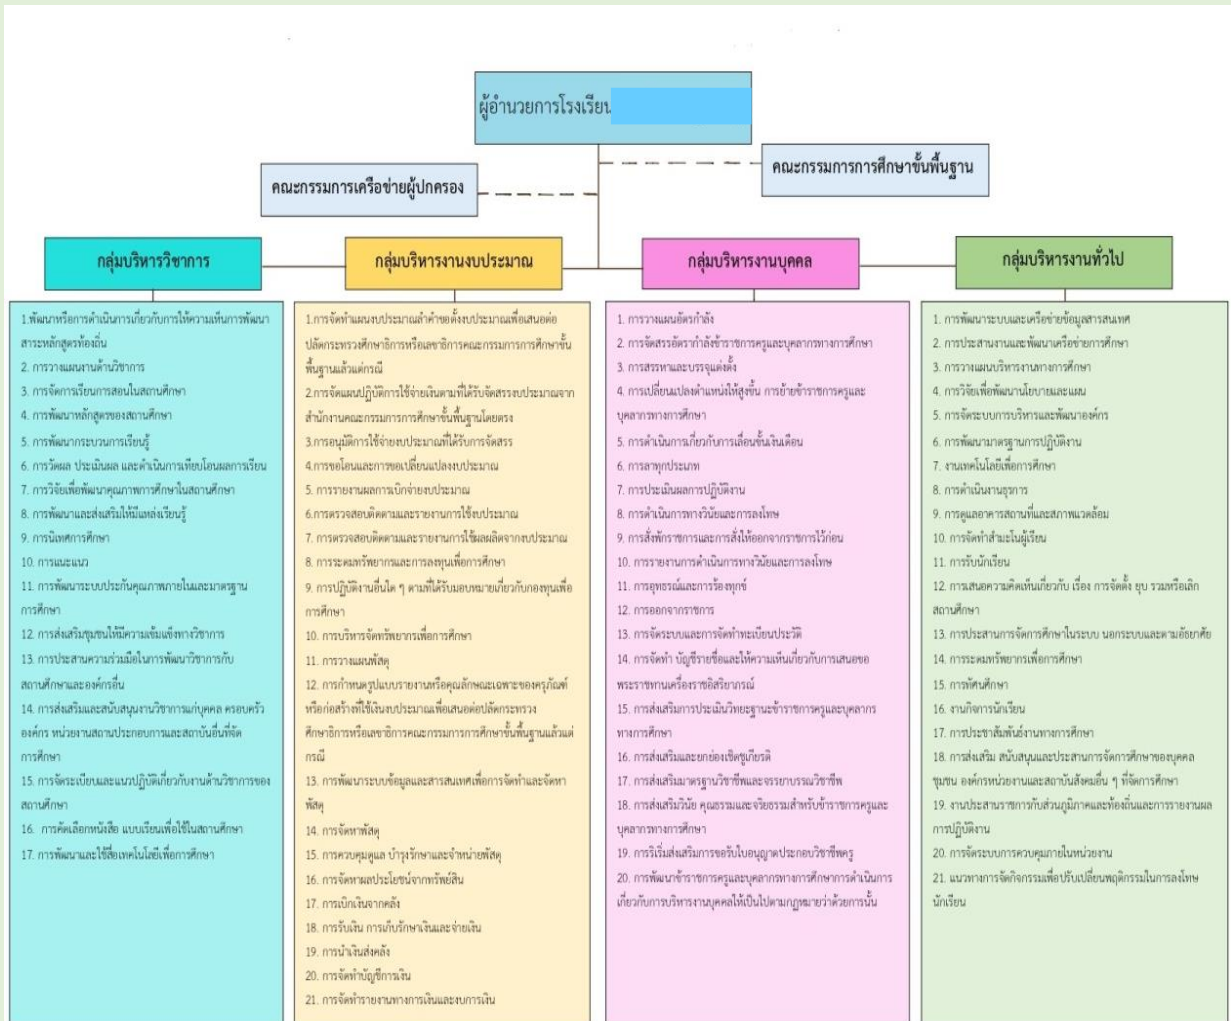 ผู้อำนวยการโรงเรียน
คณะกรรมการการศึกษาขั้นพื้นฐาน
คณะกรรมการเครือข่ายผู้ปกครอง
กลุ่มบริหารวิชาการ
1.พัฒนาหรือการดำเนินการเกี่ยวกับการให้ความเห็นการพัฒนา
สาระหลักสูตรท้องถิ่น
2. การวางแผนงานด้านวิชาการ
3. การจัดการเรียนการสอนในสถานศึกษา
4. การพัฒนาหลักสูตรของสถานศึกษา
5. การพัฒนากระบวนการเรียนรู้
6. การวัดผล ประเมินผล และดำเนินการเทียบโอนผลการเรียน
7. การวิจัยเพื่อพัฒนาคุณภาพการศึกษาในสถานศึกษา
8. การพัฒนาและส่งเสริมให้มีแหล่งเรียนรู้
9. การนิเทศการศึกษา
10. การแนะแนว
11. การพัฒนาระบบประกันคุณภาพภายในและมาตรฐาน
การศึกษา
12. การส่งเสริมชุมชนให้มีความเข้มแข็งทางวิชาการ
13. การประสานความร่วมมือในการพัฒนาวิชาการกับ
สถานศึกษาและองค์กรอื่น
14. การส่งเสริมและสนับสนุนงานวิชาการแก่บุคคล ครอบครัว
องค์กร หน่วยงานสถานประกอบการและสถาบันอื่นที่จัด
การศึกษา
15. การจัดระเบียบและแนวปฏิบัติเกี่ยวกับงานด้านวิชาการของ
สถานศึกษา
16. การคัดเลือกหนังสือ แบบเรียนเพื่อใช้ในสถานศึกษา
17. การพัฒนาและใช้สื่อเทคโนโลยีเพื่อการศึกษา
กลุ่มบริหารงานงบประมาณ
1.การจัดทำแผนงบประมาณลำคำขอตั้งงบประมาณเพื่อเสนอต่อ
ปลัดกระทรวงศึกษาธิการหรือเลขาธิการคณะกรรมการการศึกษาขั้น
พื้นฐานแล้วแต่กรณี
2.การจัดแผนปฏิบัติการใช้จ่ายเงินตามที่ได้รับจัดสรรงบประมาณจาก
สำนักงานคณะกรรมการการศึกษาขั้นพื้นฐานโดยตรง
3.การอนุมัติการใช้จ่ายงบประมาณที่ได้รับการจัดสรร
4.การขอโอนและการขอเปลี่ยนแปลงงบประมาณ
5. การรายงานผลการเบิกจ่ายงบประมาณ
6.การตรวจสอบติดตามและรายงานการใช้งบประมาณ
7. การตรวจสอบติดตามและรายงานการใช้ผลผลิตจากงบประมาณ
8. การระดมทรัพยากรและการลงทุนเพื่อการศึกษา
9. การปฏิบัติงานอื่นใด ๆ ตามที่ได้รับมอบหมายเกี่ยวกับกองทุนเพื่อ
การศึกษา
10. การบริหารจัดทรัพยากรเพื่อการศึกษา
11. การวางแผนพัสดุ
12. การกำหนดรูปแบบรายงานหรือคุณลักษณะเฉพาะของครุภัณฑ์
หรือก่อสร้างที่ใช้เงินงบประมาณเพื่อเสนอต่อปลัดกระทรวง
ศึกษาธิการหรือเลขาธิการคณะกรรมการการศึกษาขั้นพื้นฐานแล้วแต่
กรณี
13. การพัฒนาระบบข้อมูลและสารสนเทศเพื่อการจัดทำและจัดหา
พัสดุ
14. การจัดหาพัสดุ
15. การควบคุมดูแล บำรุงรักษาและจำหน่ายพัสดุ
16. การจัดหาผลประโยชน์จากทรัพย์สิน
17. การเบิกเงินจากคลัง
18. การรับเงิน การเก็บรักษาเงินและจ่ายเงิน
19. การนำเงินส่งคลัง
20. การจัดทำบัญชีการเงิน
21. การจัดทำรายงานทางการเงินและงบการเงิน
กลุ่มบริหารงานบุคคล
1. การวางแผนอัตรากำลัง
2. การจัดสรรอัตรากำลังข้าราชการครูและบุคลากรทางการศึกษา
3. การสรรหาและบรรจุแต่งตั้ง
4. การเปลี่ยนแปลงตำแหน่งให้สูงขึ้น การย้ายข้าราชการครูและ
บุคลากรทางการศึกษา
5. การดำเนินการเกี่ยวกับการเลื่อนขั้นเงินเดือน
6. การลาทุกประเภท
7. การประเมินผลการปฏิบัติงาน
8. การดำเนินการทางวินัยและการลงโทษ
9. การสั่งพักราชการและการสั่งให้ออกจากราชการไว้ก่อน
10. การรายงานการดำเนินการทางวินัยและการลงโทษ
11. การอุทธรณ์และการร้องทุกข์
12. การออกจากราชการ
13. การจัดระบบและการจัดทำทะเบียนประวัติ
14. การจัดทำ บัญชีรายชื่อและให้ความเห็นเกี่ยวกับการเสนอขอ
พระราชทานเครื่องราชอิสริยาภรณ์
15. การส่งเสริมการประเมินวิทยฐานะข้าราชการครูและบุคลากร
ทางการศึกษา
16. การส่งเสริมและยกย่องเชิดชูเกียรติ
17. การส่งเสริมมาตรฐานวิชาชีพและจรรยาบรรณวิชาชีพ
18. การส่งเสริมวินัย คุณธรรมและจริยธรรมสำหรับข้าราชการครูและ
บุคลากรทางการศึกษา
19. การริเริ่มส่งเสริมการขอรับใบอนุญาตประกอบวิชาชีพครู
20. การพัฒนาข้าราชการครูและบุคลากรทางการศึกษาการดำเนินการ
เกี่ยวกับการบริหารงานบุคคลให้เป็นไปตามกฎหมายว่าด้วยการนั้น
กลุ่มบริหารงานทั่วไป
1. การพัฒนาระบบและเครือข่ายข้อมูลสารสนเทศ
2. การประสานงานและพัฒนาเครือข่ายการศึกษา
3. การวางแผนบริหารงานทางการศึกษา
4. การวิจัยเพื่อพัฒนานโยบายและแผน
5. การจัดระบบการบริหารและพัฒนาองค์กร
6. การพัฒนามาตรฐานการปฏิบัติงาน
7. งานเทคโนโลยีเพื่อการศึกษา
8. การดำเนินงานธุรการ
9. การดูแลอาคารสถานที่และสภาพแวดล้อม
10. การจัดทำสำมะโนผู้เรียน
11. การรับนักเรียน
12. การเสนอความคิดเห็นเกี่ยวกับ เรื่อง การจัดตั้ง ยุบ รวมหรือเลิก
สถานศึกษา
13. การประสานการจัดการศึกษาในระบบ นอกระบบและตามอัธยาศัย
14. การระดมทรัพยากรเพื่อการศึกษา
15. การทัศนศึกษา
16. งานกิจการนักเรียน
17. การประชาสัมพันธ์งานทางการศึกษา
18. การส่งเสริม สนับสนุนและประสานการจัดการศึกษาของบุคคล
ชุมชน องค์กรหน่วยงานและสถาบันสังคมอื่น ๆ ที่จัดการศึกษา
19. งานประสานราชการกับส่วนภูมิภาคและท้องถิ่นและการรายงานผล
การปฏิบัติงาน
20. การจัดระบบการควบคุมภายในหน่วยงาน
21. แนวทางการจัดกิจกรรมเพื่อปรับเปลี่ยนพฤติกรรมในการลงโทษ
นักเรียน